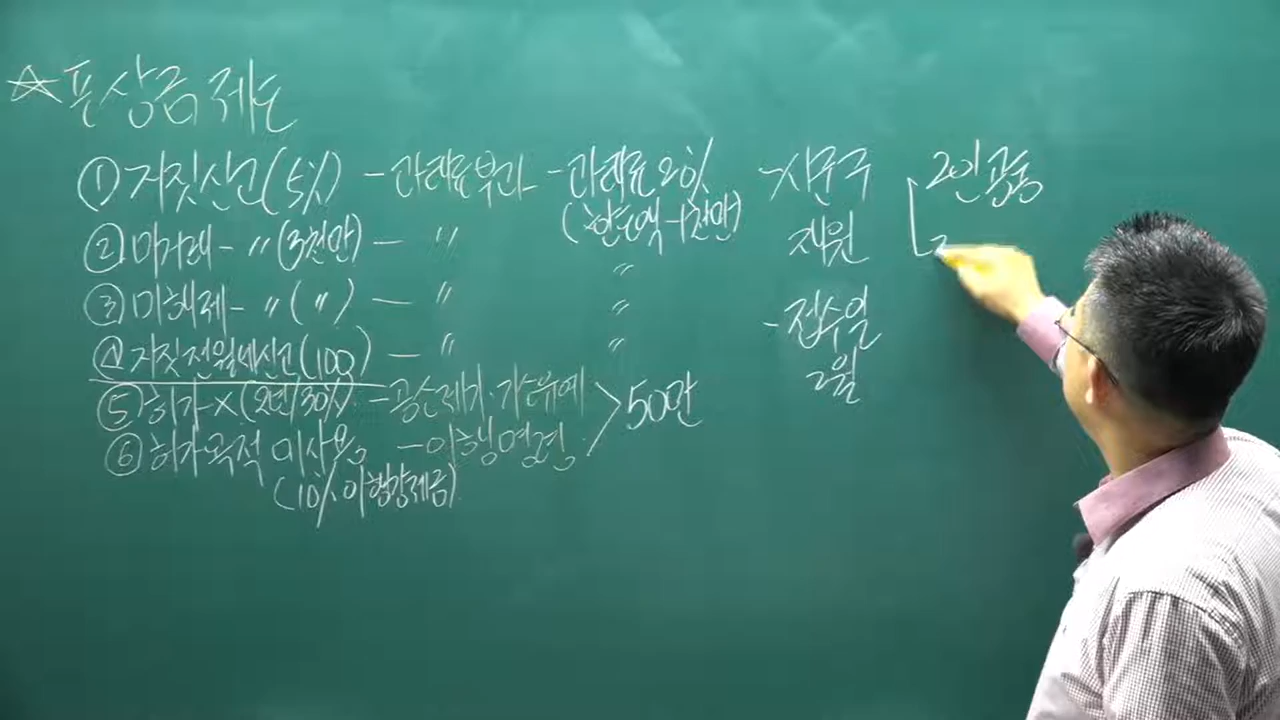 ☆ 포상금 제도
① 거짓신고(5%) - 과태료부과 - 과태료 20% - 시군구 2인 공동
② 미거래 - 〃 (3천만) - 〃 (한도액 - 1천만) 재원 2
③ 미해제 - 〃 (〃) - 〃 〃 - 접수일
④ 거짓전월세신고(100) - 〃 〃 2월
⑤ 허가 - X (2년/30%) - 공소제기·기소유예 > 50만
⑥ 허가목적 미사용 - 이행명령
(10% 이행강제금)